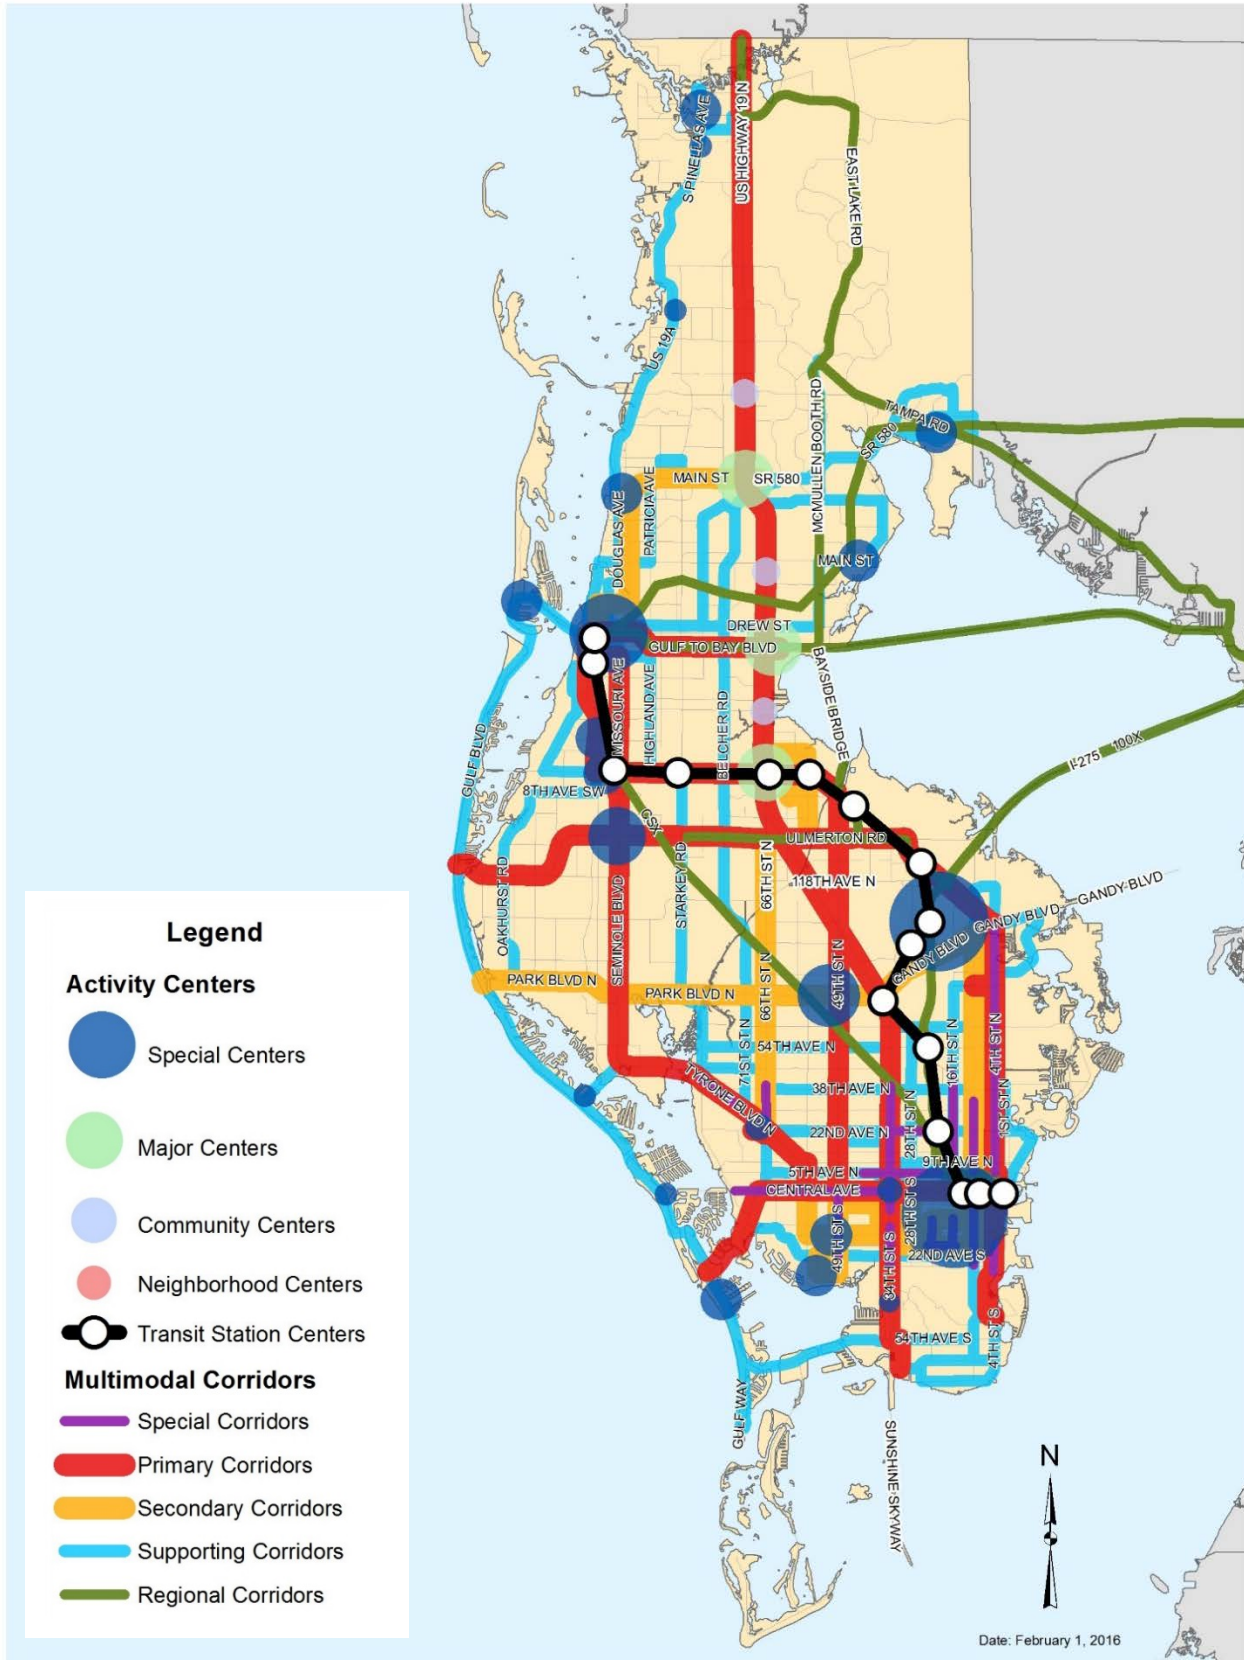 S PINELLAS AVE
US HIGHWAY 19 N
EAST LAKE RD
US 19A
TAMPA RD
SR 580
MCMULLEN BOOTH RD
MAIN ST
SR 580
PATRICIA AVE
DOUGLAS AVE
MAIN ST
DREW ST
GULF TO BAY BLVD
BAYSIDE BRIDGE
MISSOURI AVE
HIGHLAND AVE
BELCHER RD
GULF BLVD
I-275
100X
8TH AVE SW
CSX
ULMERTON RD
STARKEY RD
66TH ST N
118TH AVE N
OAKHURST RD
SEMINOLE BLVD
GANDY BLVD
GANDY BLVD
GANDY BLVD
PARK BLVD N
PARK BLVD N
66TH ST N
49TH ST N
71ST ST N
54TH AVE N
16TH ST N
4TH ST N
TYRONE BLVD N
38TH AVE N
22ND AVE N
28TH ST N
1ST ST N
9TH AVE N
5TH AVE N
CENTRAL AVE
28TH ST S
49TH ST S
34TH ST S
22ND AVE S
54TH AVE S
4TH ST S
GULF WAY
SUNSHINE SKYWAY
Legend
Activity Centers
Special Centers
Major Centers
Community Centers
Neighborhood Centers
Transit Station Centers
Multimodal Corridors
Special Corridors
Primary Corridors
Secondary Corridors
Supporting Corridors
Regional Corridors
N
Date: February 1, 2016